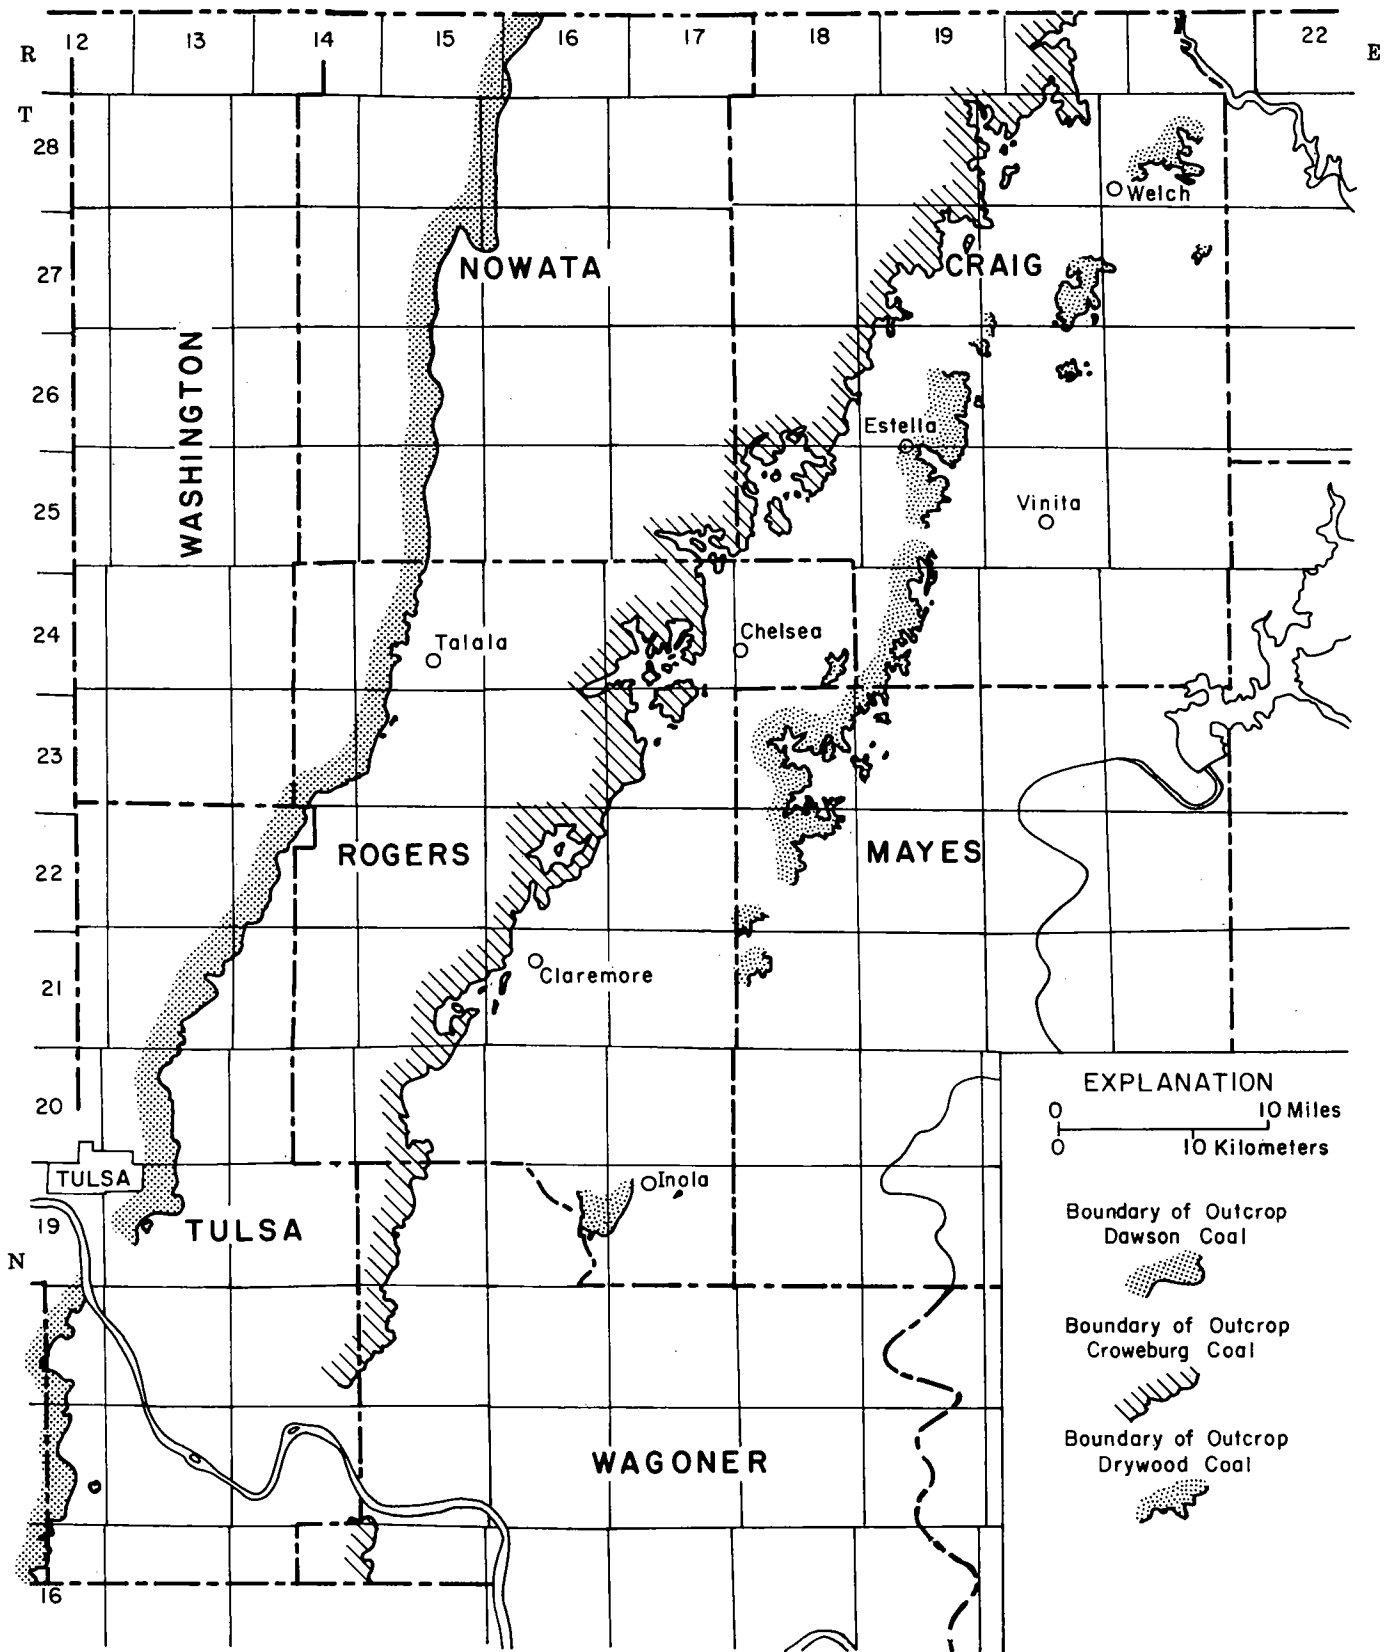 R 12 13 14 15 16 17 18 19 22 E
T
28
Welch
27
NOWATA
CRAIG
WASHINGTON
26
Estella
25
Vinita
24
Talala
Chelsea
23
22
ROGERS
MAYES
21
Claremore
20
EXPLANATION
0 10 Miles
0 10 Kilometers
TULSA
Inola
19
TULSA
N
Boundary of Outcrop
Dawson Coal
Boundary of Outcrop
Croweburg Coal
Boundary of Outcrop
Drywood Coal
WAGONER
16